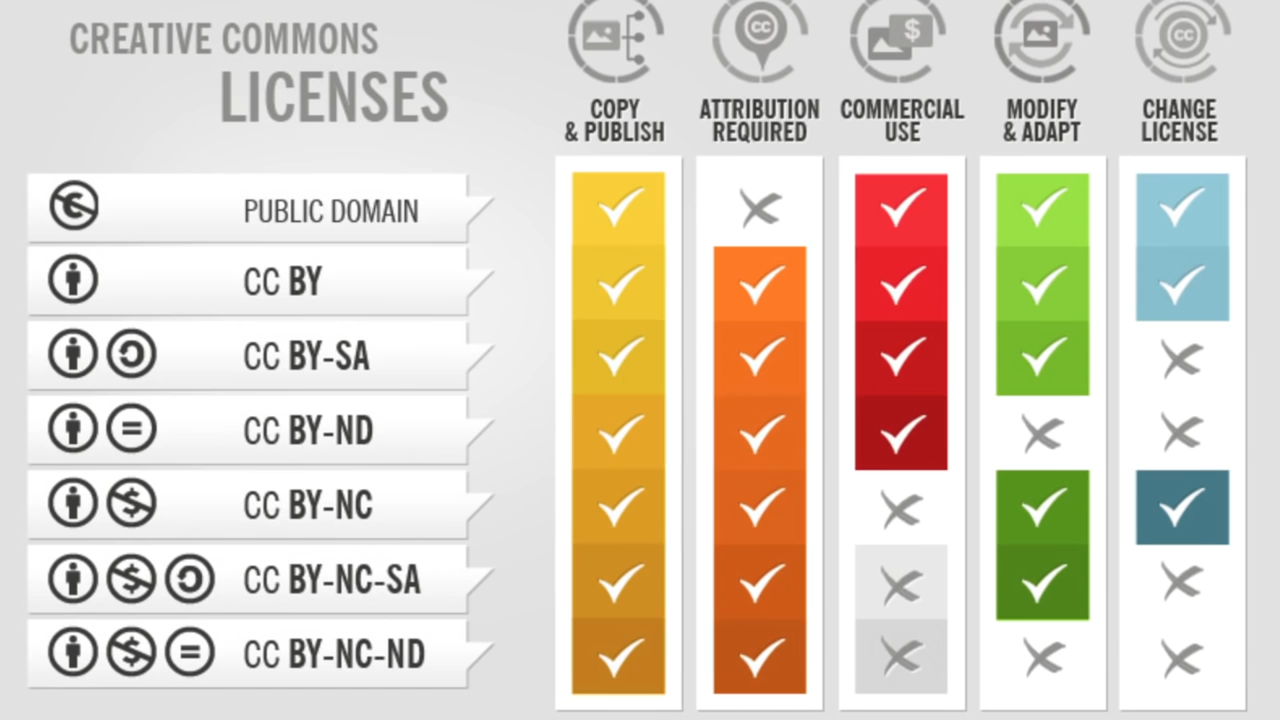 CREATIVE COMMONS
LICENSES
COPY
& PUBLISH
ATTRIBUTION
REQUIRED
COMMERCIAL
USE
MODIFY
& ADAPT
CHANGE
LICENSE
PUBLIC DOMAIN
CC BY
CC BY-SA
CC BY-ND
CC BY-NC
CC BY-NC-SA
CC BY-NC-ND